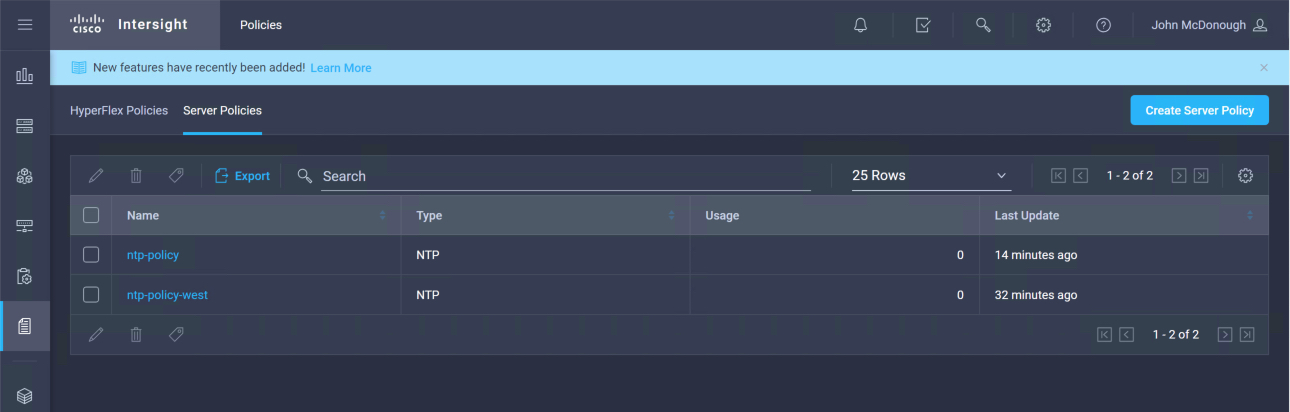 CISCO Intersight Policies John McDonough
New features have recently been added! Learn More
HyperFlex Policies Server Policies Create Server Policy
Export Search 25 Rows 1 - 2 of 2
Name Type Usage Last Update
ntp-policy NTP 0 14 minutes ago
ntp-policy-west NTP 0 32 minutes ago
1 - 2 of 2